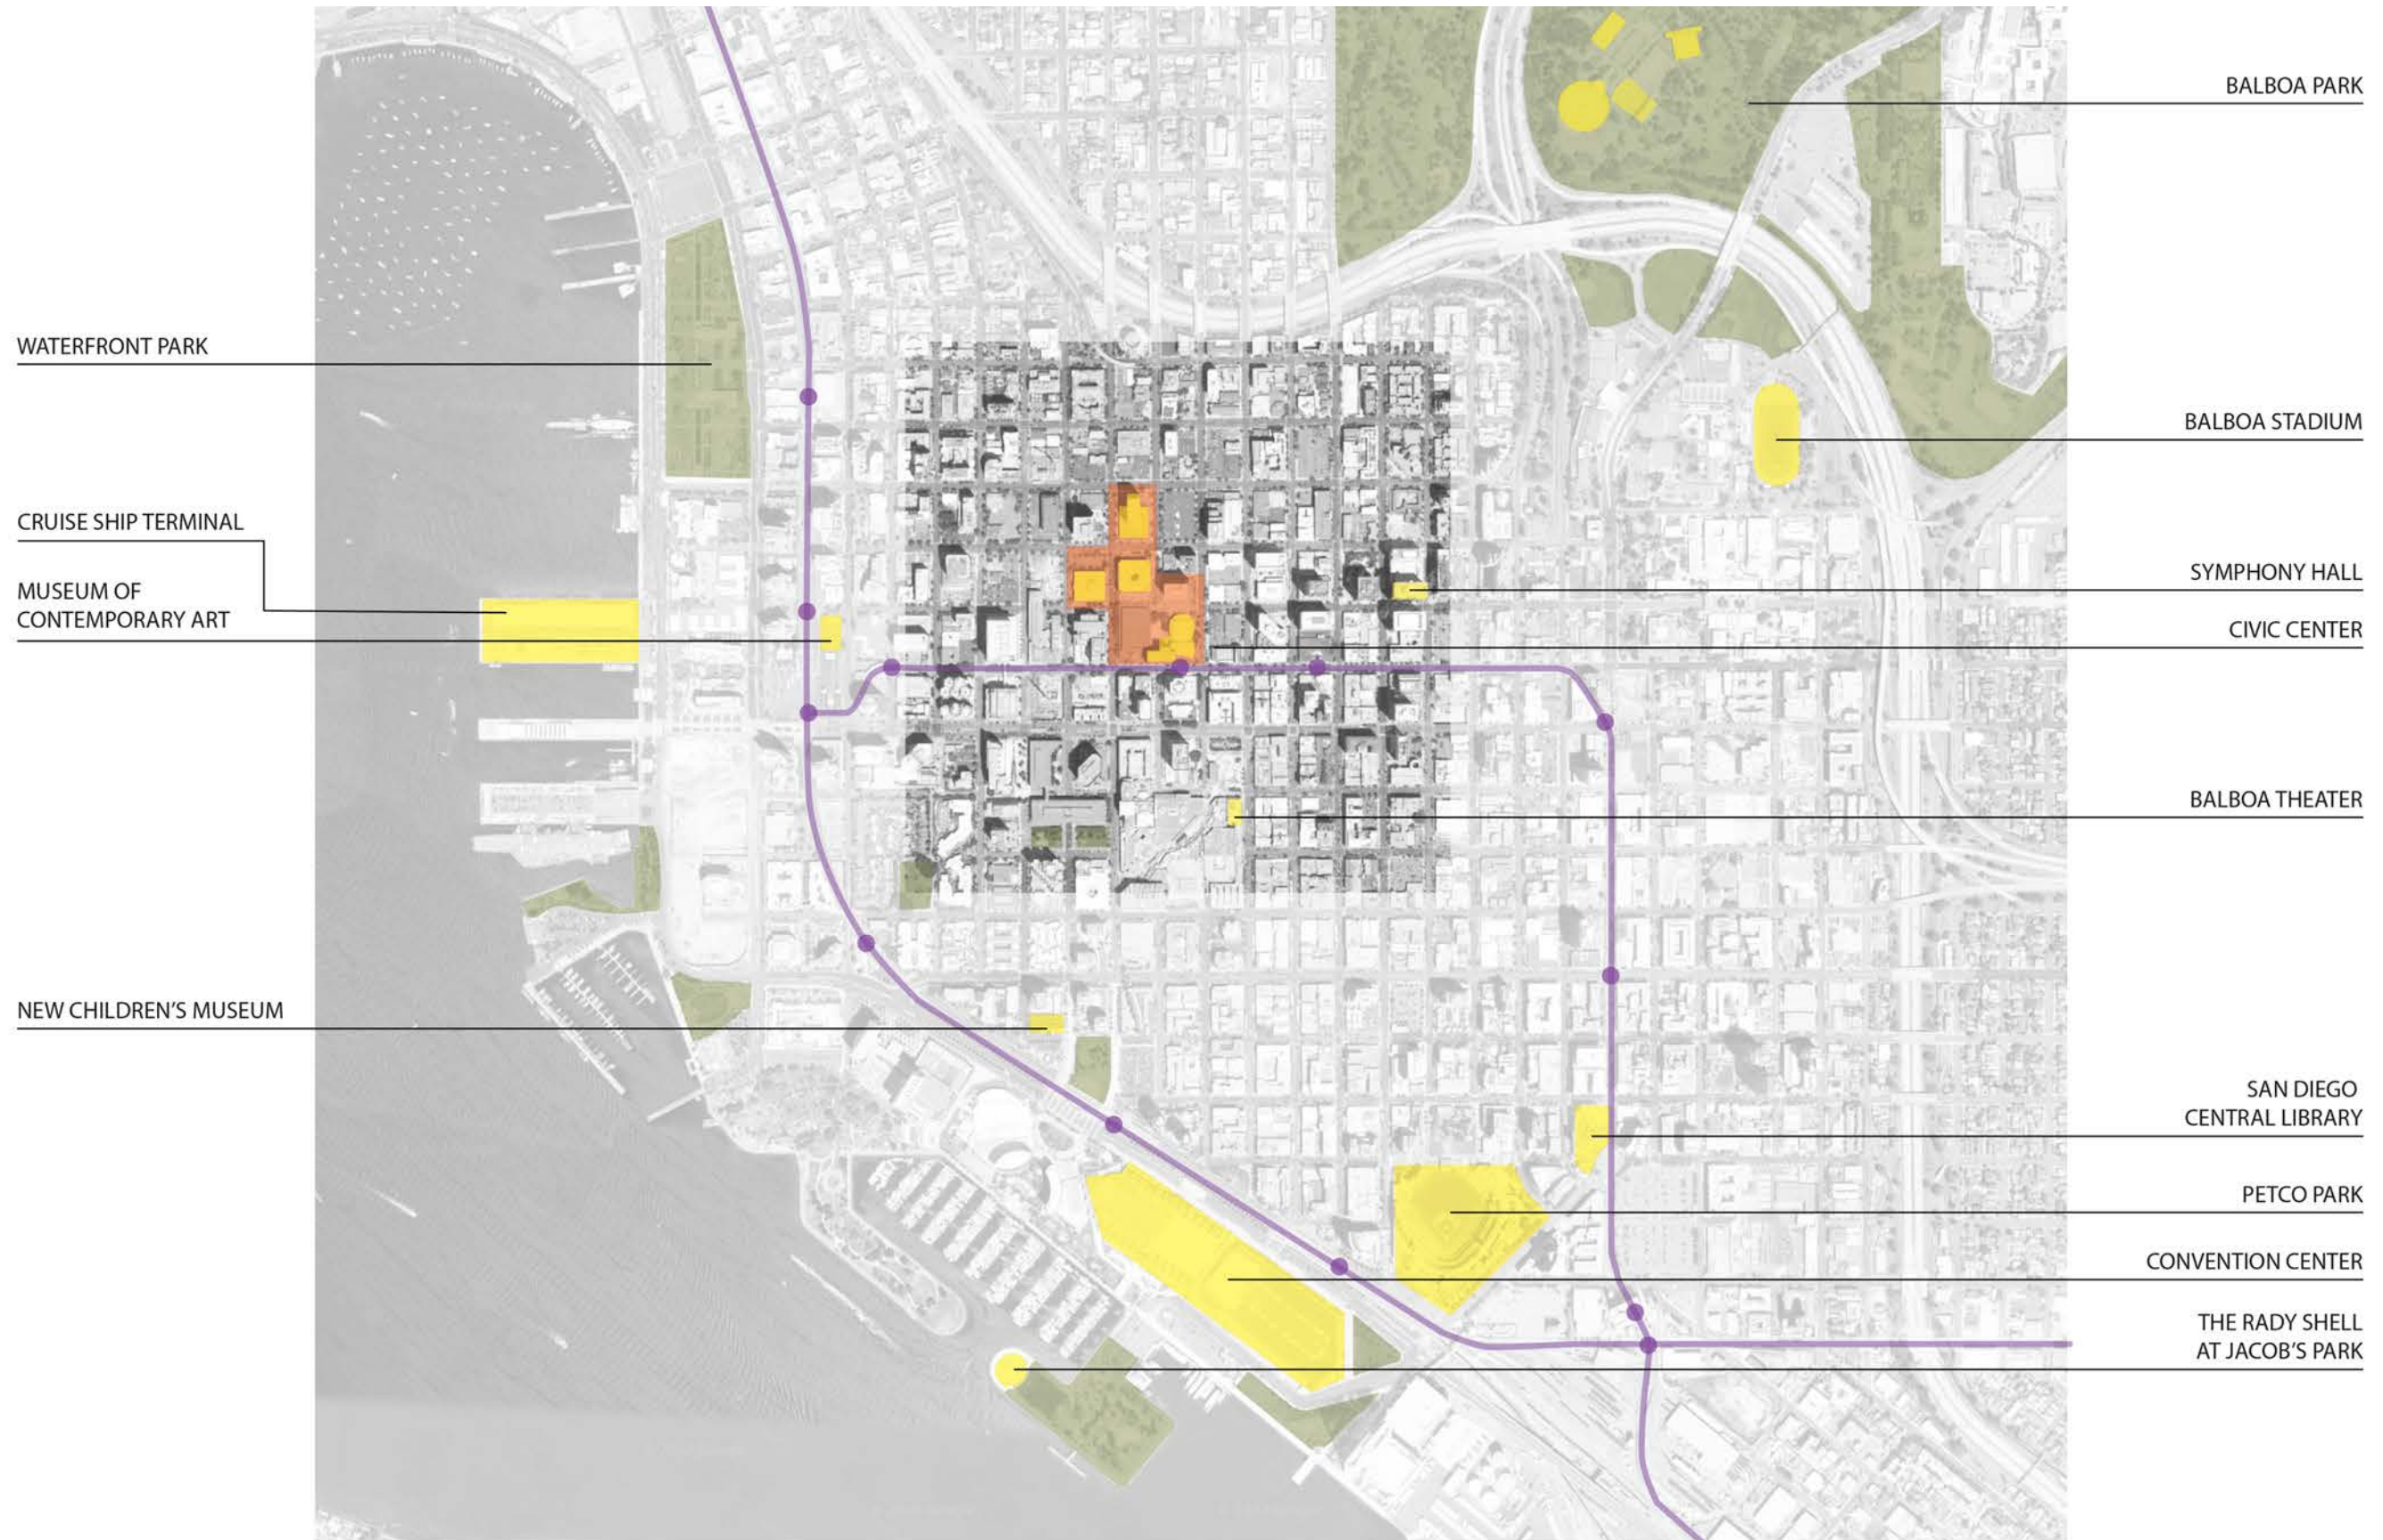 WATERFRONT PARK
CRUISE SHIP TERMINAL
MUSEUM OF
CONTEMPORARY ART
NEW CHILDREN'S MUSEUM
BALBOA PARK
BALBOA STADIUM
SYMPHONY HALL
CIVIC CENTER
BALBOA THEATER
SAN DIEGO
CENTRAL LIBRARY
PETCO PARK
CONVENTION CENTER
THE RADY SHELL
AT JACOB'S PARK